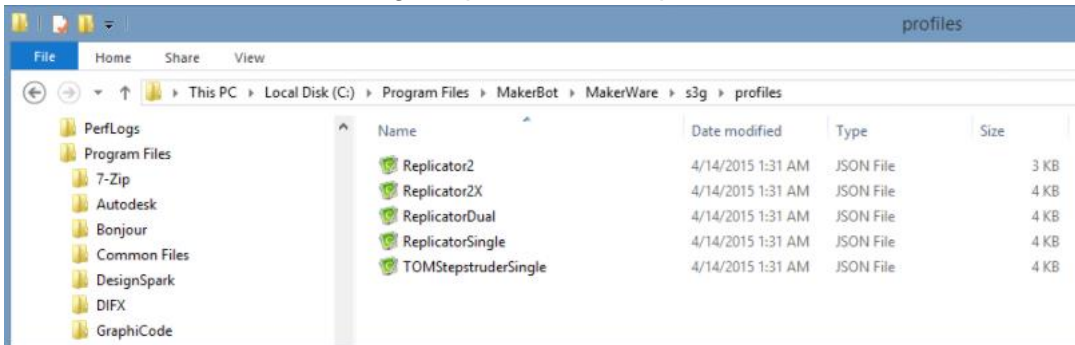 profiles
File Home Share View
This PC Local Disk (C:) Program Files MakerBot MakerWare s3g profiles
PerfLogs
Program Files
7-Zip
Autodesk
Bonjour
Common Files
DesignSpark
DIFX
GraphiCode
Name Date modified Type Size
Replicator2 4/14/2015 1:31 AM JSON File 3 KB
Replicator2X 4/14/2015 1:31 AM JSON File 4 KB
ReplicatorDual 4/14/2015 1:31 AM JSON File 4 KB
ReplicatorSingle 4/14/2015 1:31 AM JSON File 4 KB
TOMStepstruderSingle 4/14/2015 1:31 AM JSON File 4 KB